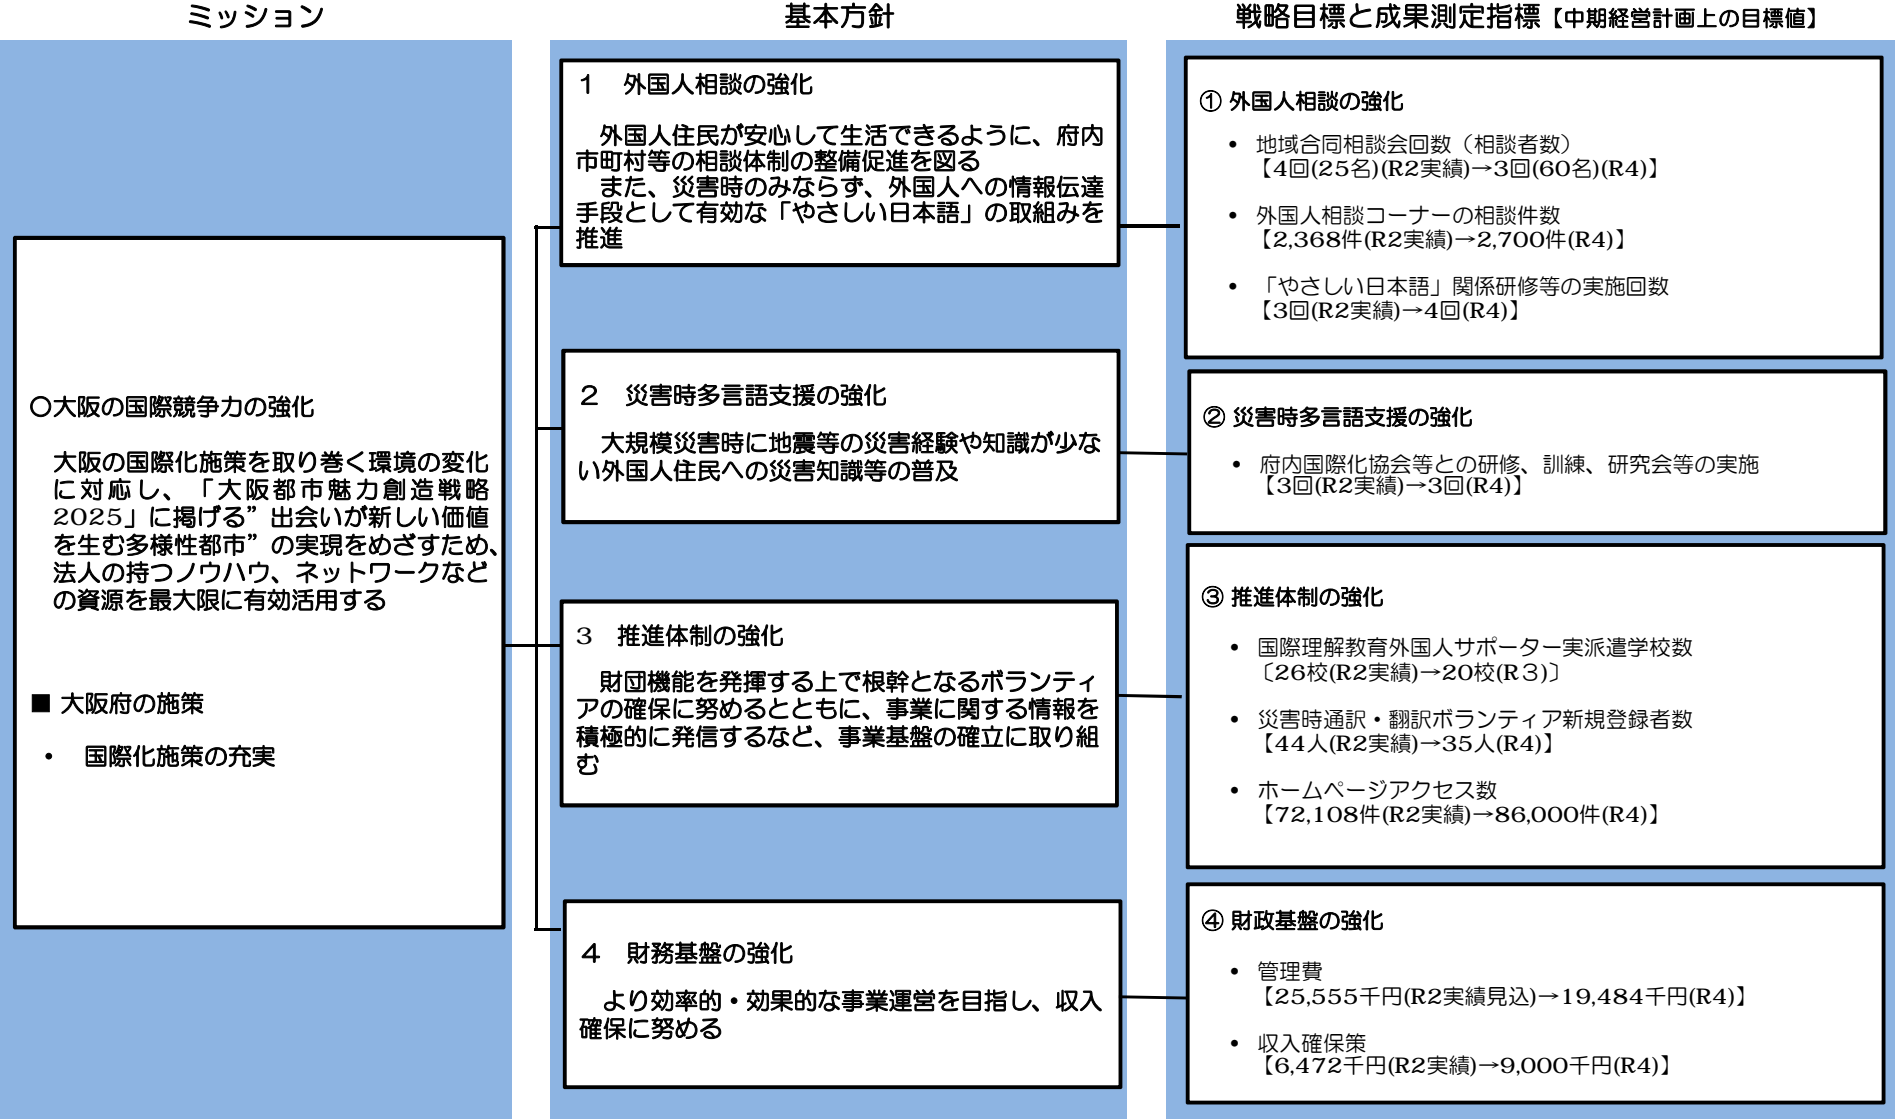 ミッション
〇大阪の国際競争力の強化
大阪の国際化施策を取り巻く環境の変化
に対応し、「大阪都市魅力創造戦略
2025」に掲げる”出会いが新しい価値
を生む多様性都市”の実現をめざすため、
法人の持つノウハウ、ネットワークなど
の資源を最大限に有効活用する
■ 大阪府の施策
・ 国際化施策の充実
基本方針
１ 外国人相談の強化
外国人住民が安心して生活できるように、府内
市町村等の相談体制の整備促進を図る
また、災害時のみならず、外国人への情報伝達
手段として有効な「やさしい日本語」の取組みを
推進
２ 災害時多言語支援の強化
大規模災害時に地震等の災害経験や知識が少な
い外国人住民への災害知識等の普及
3 推進体制の強化
財団機能を発揮する上で根幹となるボランティ
アの確保に努めるとともに、事業に関する情報を
積極的に発信するなど、事業基盤の確立に取り組
む
４ 財務基盤の強化
より効率的・効果的な事業運営を目指し、収入
確保に努める
戦略目標と成果測定指標【中期経営計画上の目標値】
① 外国人相談の強化
• 地域合同相談会回数（相談者数）
【4回(25名)(R2実績)→3回(60名)(R4)】
• 外国人相談コーナーの相談件数
【2,368件(R2実績)→2,700件(R4)】
• 「やさしい日本語」関係研修等の実施回数
【3回(R2実績)→4回(R4)】
② 災害時多言語支援の強化
• 府内国際化協会等との研修、訓練、研究会等の実施
【3回(R2実績)→3回(R4)】
③ 推進体制の強化
• 国際理解教育外国人サポーター実派遣学校数
〔26校(R2実績)→20校(R３)〕
• 災害時通訳・翻訳ボランティア新規登録者数
【44人(R2実績)→35人(R4)】
• ホームページアクセス数
【72,108件(R2実績)→86,000件(R4)】
④ 財政基盤の強化
• 管理費
【25,555千円(R2実績見込)→19,484千円(R4)】
• 収入確保策
【6,472千円(R2実績)→9,000千円(R4)】